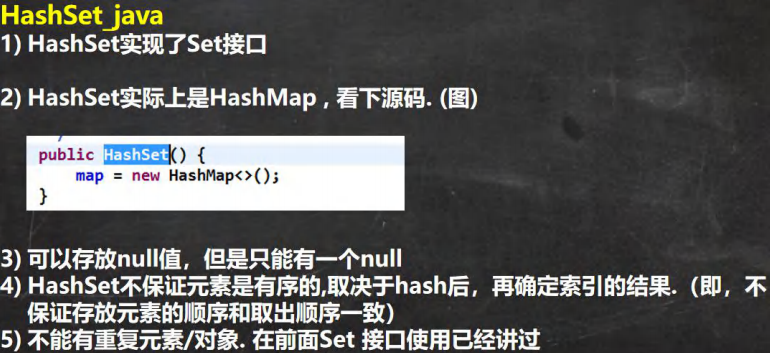 HashSet_java
1) HashSet实现了Set接口
2) HashSet实际上是HashMap , 看下源码. (图)
public HashSet() {
map = new HashMap<>();
}
3) 可以存放null值，但是只能有一个null
4) HashSet不保证元素是有序的,取决于hash后，再确定索引的结果.（即，不
保证存放元素的顺序和取出顺序一致）
5) 不能有重复元素/对象. 在前面Set 接口使用已经讲过